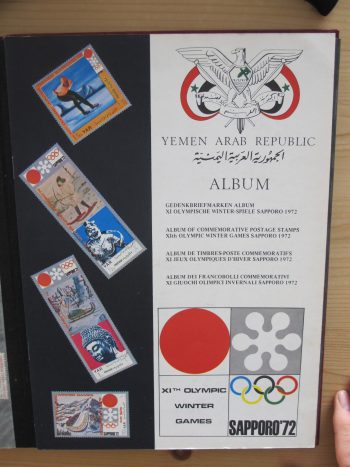 YEMEN ARAB REPUBLIC
الجمهورية العربية اليمنية
ALBUM
GEDENKBRIEFMARKEN ALBUM
XI OLYMPISCHE WINTER-SPIELE SAPPORO 1972
ALBUM OF COMMEMORATIVE POSTAGE STAMPS
XIth OLYMPIC WINTER GAMES SAPPORO 1972
ALBUM DE TIMBRES-POSTE COMMEMORATIFS
XI JEUX OLYMPIQUES D'HIVER SAPPORO 1972
ALBUM DEI FRANCOBOLLI COMMEMORATIVI
XI GIUOCHI OLIMPICI INVERNALI SAPPORO 1972
XITH OLYMPIC
WINTER
GAMES
SAPPORO'72